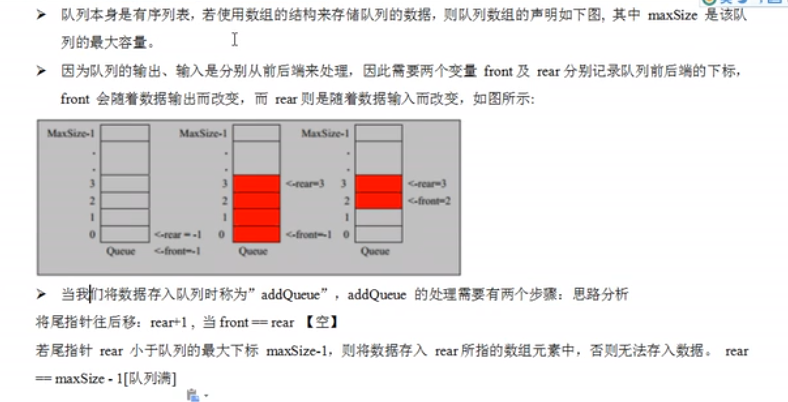 ➢ 队列本身是有序列表，若使用数组的结构来存储队列的数据，则队列数组的声明如下图, 其中 maxSize 是该队
列的最大容量。
➢ 因为队列的输出、输入是分别从前后端来处理，因此需要两个变量 front 及 rear 分别记录队列前后端的下标，
front 会随着数据输出而改变，而 rear 则是随着数据输入而改变，如图所示:
MaxSize-1 MaxSize-1 MaxSize-1
. . .
. . .
3 3 <-rear=3 3 <-rear=3
2 2 2 <-front=2
1 1 1
0 <-rear = -1 0 <-front=-1 0
Queue <-front=-1 Queue Queue
➢ 当我们将数据存入队列时称为”addQueue”，addQueue 的处理需要有两个步骤：思路分析
将尾指针往后移：rear+1 , 当 front == rear 【空】
若尾指针 rear 小于队列的最大下标 maxSize-1，则将数据存入 rear 所指的数组元素中，否则无法存入数据。 rear
== maxSize - 1[队列满]